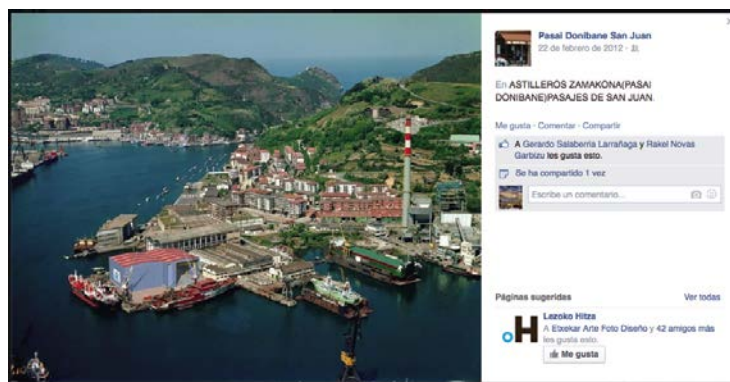 Pasai Donibane San Juan
22 de febrero de 2012 ·
En ASTILLEROS ZAMAKONA(PASAI
DONIBANE)PASAJES DE SAN JUAN.
Me gusta · Comentar · Compartir
A Gerardo Salaberria Larrañaga y Rakel Novas
Garbizu les gusta esto.
Se ha compartido 1 vez
Escribe un comentario...
Páginas sugeridas
Ver todas
Lezoko Hitza
oH
A Etxekar Arte Foto Diseño y 42 amigos más
les gusta esto.
Me gusta